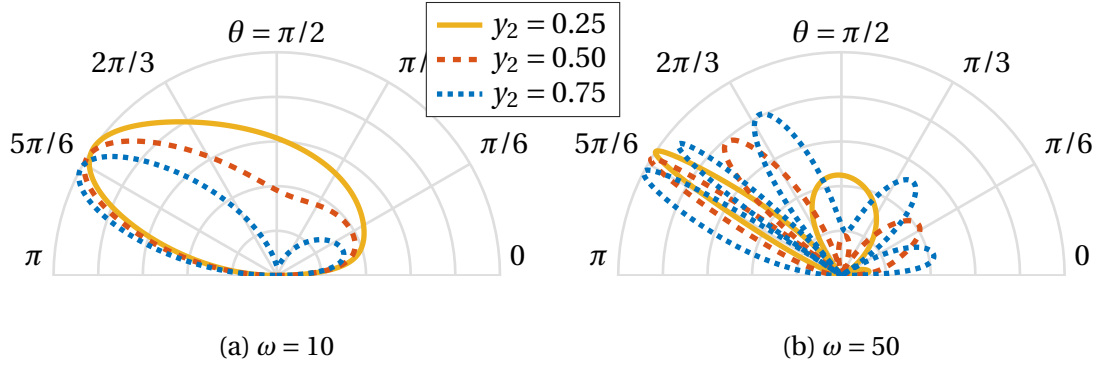 θ = π/2
2π/3
π/
5π/6
π/6
π
0
y₂ = 0.25
y₂ = 0.50
y₂ = 0.75
θ = π/2
2π/3
π/3
5π/6
π/6
π
0
(a) ω = 10
(b) ω = 50